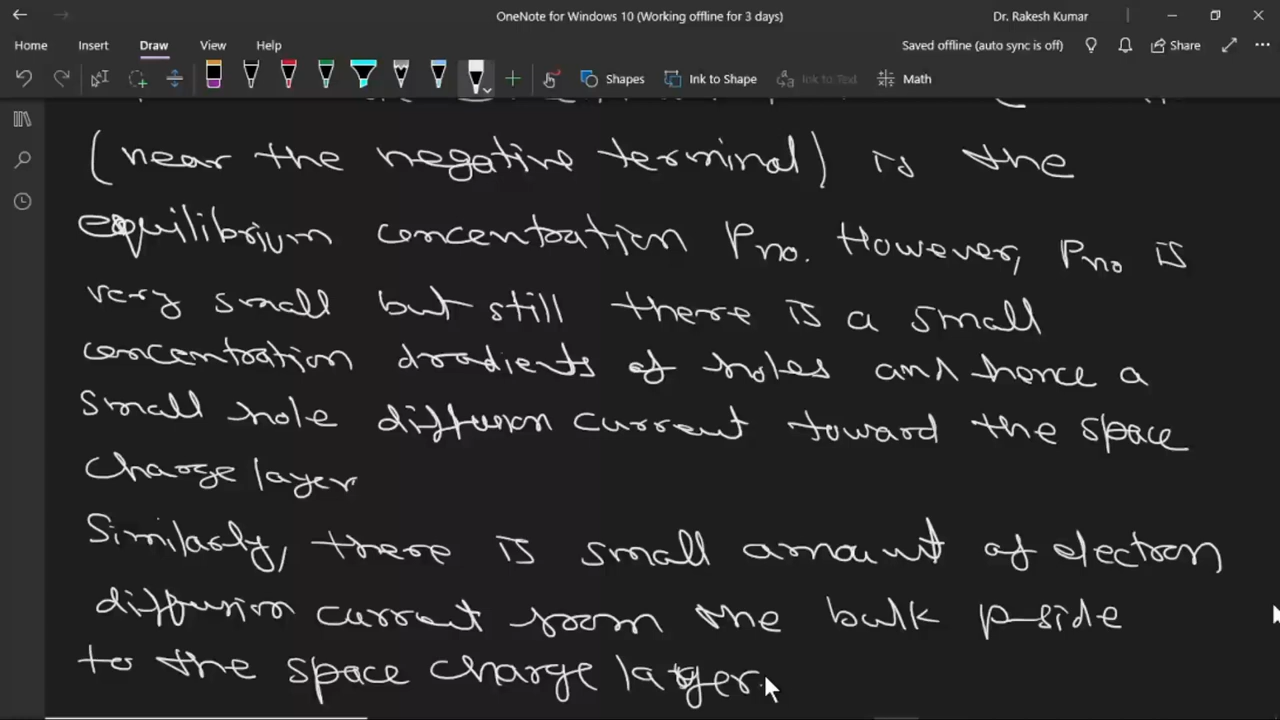 OneNote for Windows 10 (Working offline for 3 days)
Dr. Rakesh Kumar
Home Insert Draw View Help
Saved offline (auto sync is off) Share
Shapes Ink to Shape Ink to Text Math
(near the negative terminal) is the
equilibrium concentration Pno. However, Pno is
very small but still there is a small
concentration dradients of holes and hence a
small hole diffusion current toward the space
charge layer
Similarly, there is small amount of electron
diffusion current from the bulk p-side
to the space charge layer.